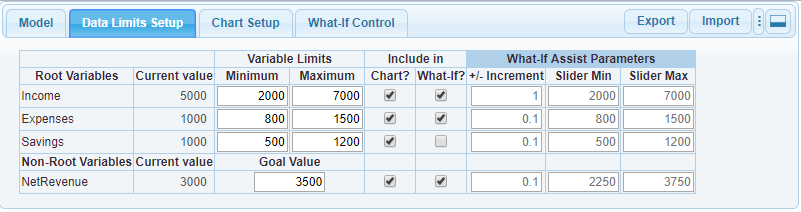 Model Data Limits Setup Chart Setup What-If Control Export Import
Variable Limits Include in What-If Assist Parameters
Root Variables Current value Minimum Maximum Chart? What-If? +/- Increment Slider Min Slider Max
Income 5000 2000 7000 1 2000 7000
Expenses 1000 800 1500 0.1 800 1500
Savings 1000 500 1200 0.1 500 1200
Non-Root Variables Current value Goal Value
NetRevenue 3000 3500 0.1 2250 3750